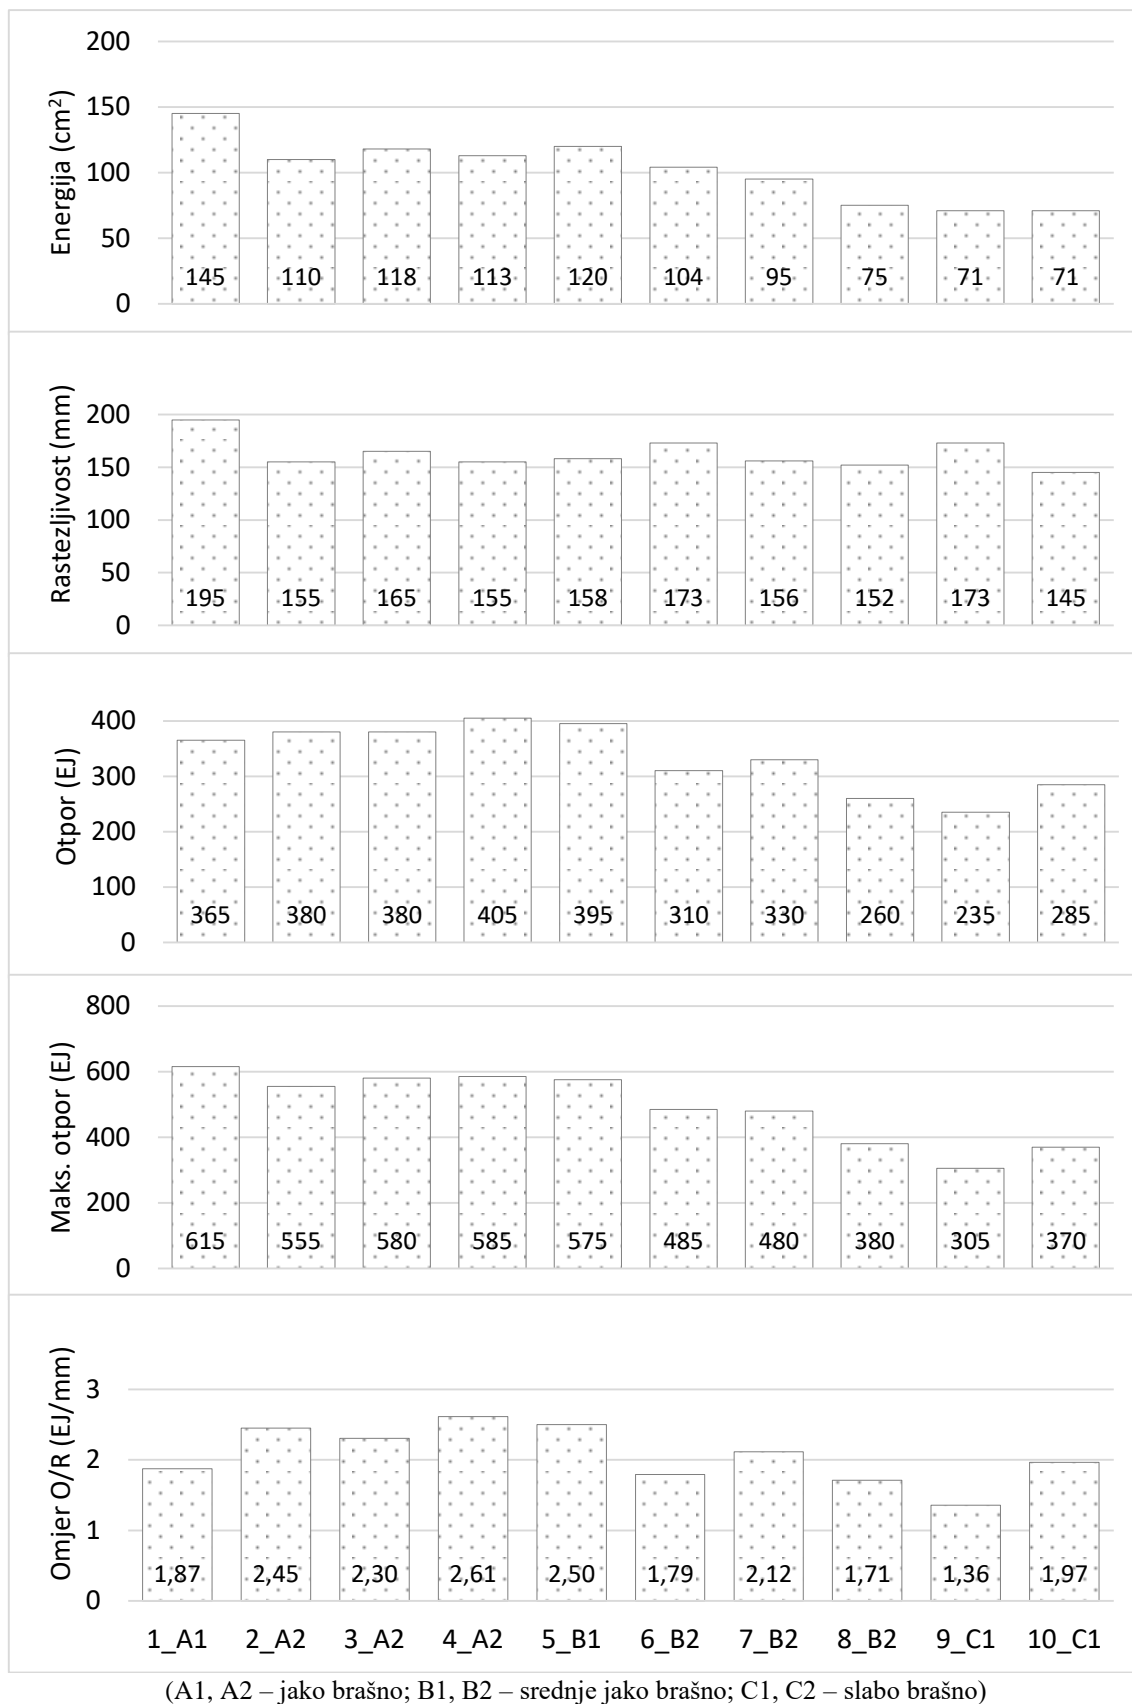 200
150
100
50
0
Energija (cm²)
145 110 118 113 120 104 95 75 71 71
200
150
100
50
0
Rastezljivost (mm)
195 155 165 155 158 173 156 152 173 145
400
300
200
100
0
Otpor (EJ)
365 380 380 405 395 310 330 260 235 285
800
600
400
200
0
Maks. otpor (EJ)
615 555 580 585 575 485 480 380 305 370
3
2
1
0
Omjer O/R (EJ/mm)
1,87 2,45 2,30 2,61 2,50 1,79 2,12 1,71 1,36 1,97
1_A1 2_A2 3_A2 4_A2 5_B1 6_B2 7_B2 8_B2 9_C1 10_C1
(A1, A2 – jako brašno; B1, B2 – srednje jako brašno; C1, C2 – slabo brašno)